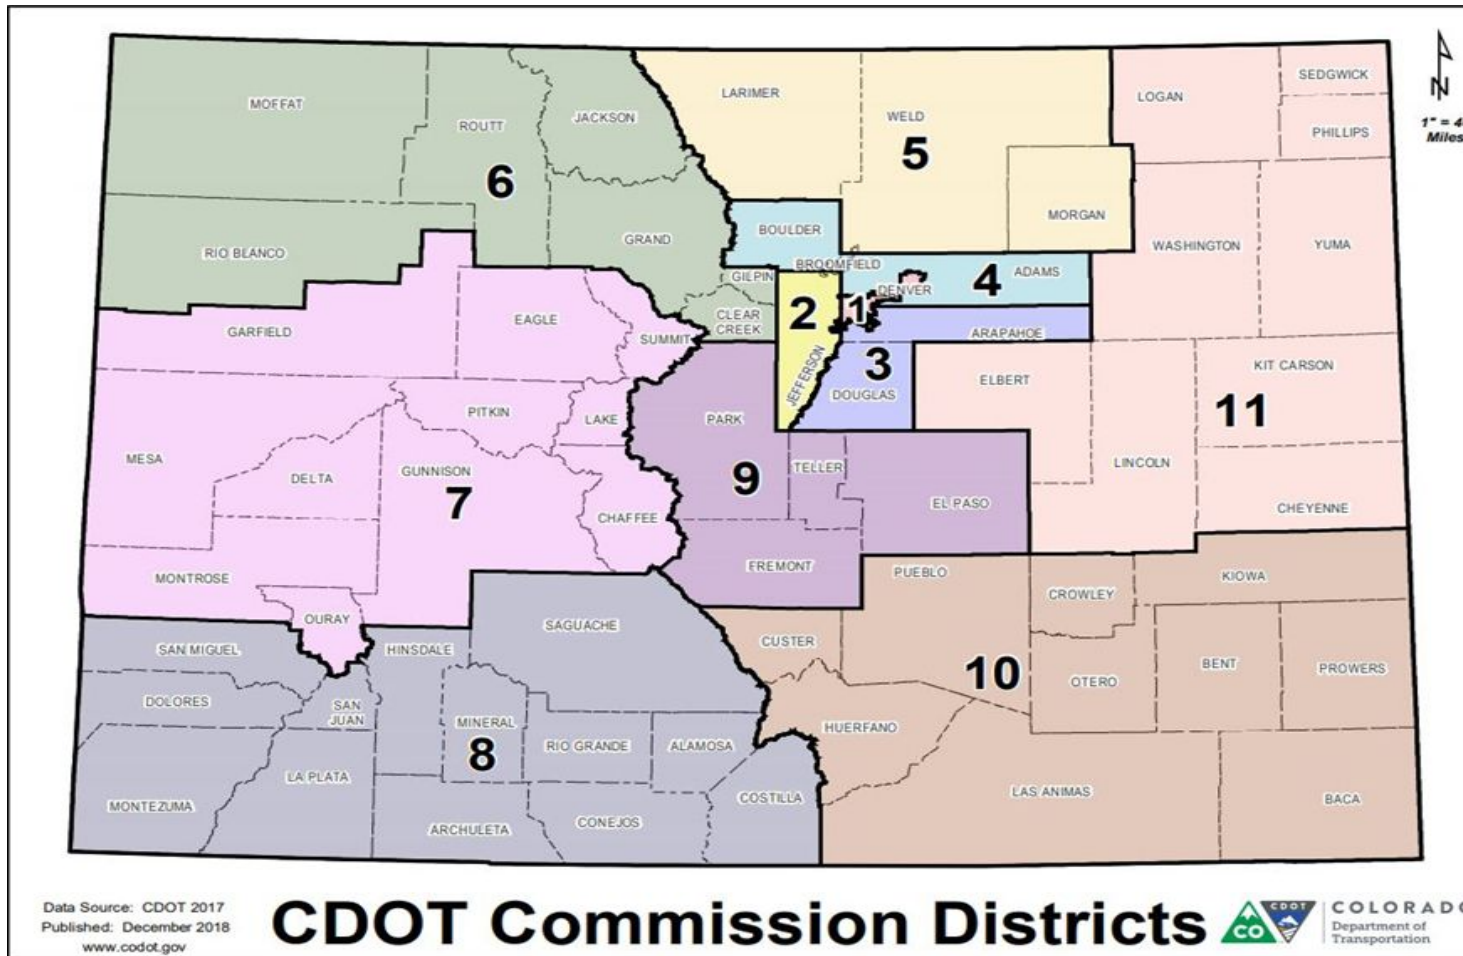 MOFFAT
ROUTT
JACKSON
LARIMER
WELD
LOGAN
SEDGWICK
PHILLIPS
N
1" = 4
Miles
6
5
RIO BLANCO
GRAND
BOULDER
MORGAN
WASHINGTON
YUMA
GILPIN
BROOMFIELD
ADAMS
4
DENVER
1
2
CLEAR
CREEK
GARFIELD
EAGLE
SUMMIT
ARAPAHOE
JEFFERSON
3
DOUGLAS
ELBERT
KIT CARSON
11
PITKIN
LAKE
PARK
MESA
DELTA
GUNNISON
7
CHAFFEE
9
TELLER
EL PASO
LINCOLN
CHEYENNE
MONTROSE
FREMONT
PUEBLO
CROWLEY
KIOWA
OURAY
SAN MIGUEL
HINSDALE
SAGUACHE
CUSTER
10
OTERO
BENT
PROWERS
DOLORES
SAN
JUAN
MINERAL
8
RIO GRANDE
ALAMOSA
HUERFANO
LA PLATA
MONTEZUMA
ARCHULETA
CONEJOS
COSTILLA
LAS ANIMAS
BACA
Data Source: CDOT 2017
Published: December 2018
www.codot.gov
CDOT Commission Districts
CO
CDOT
COLORADO
Department of
Transportation